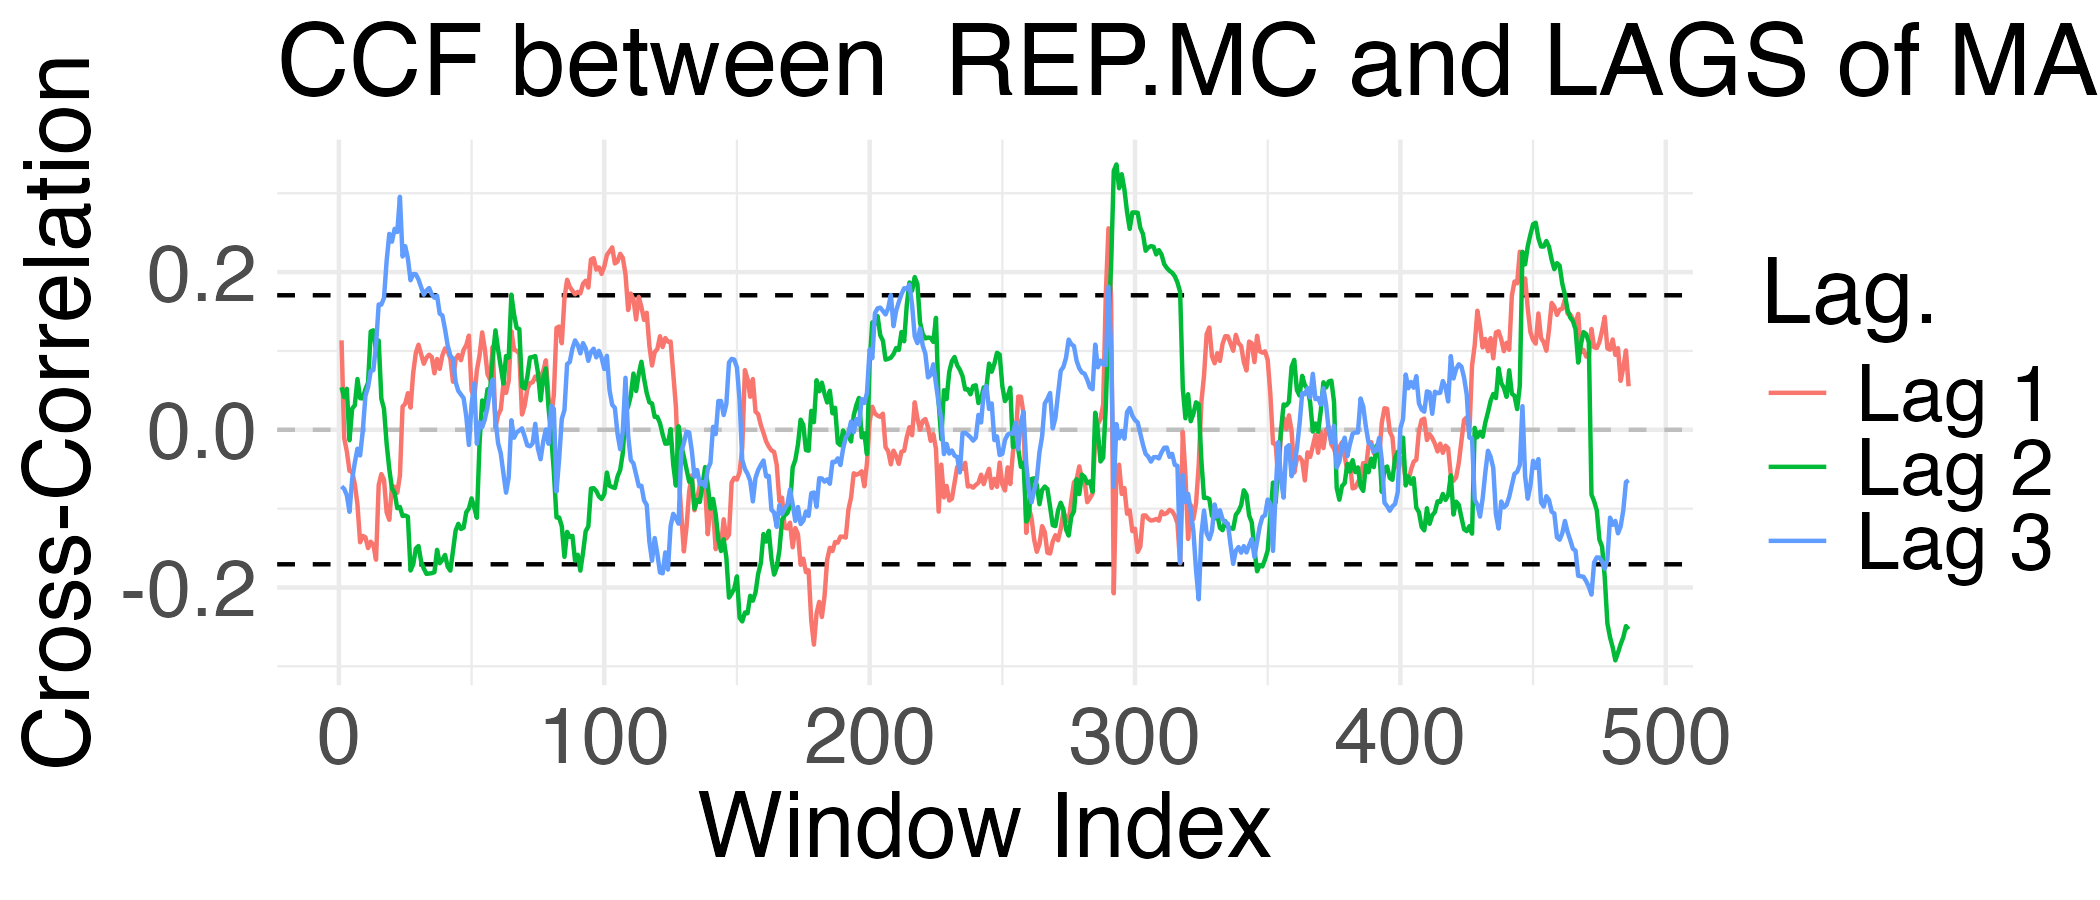 CCF between  REP.MC and LAGS of MA
Cross-Correlation
0.2
0.0
-0.2
0
100
200
300
400
500
Window Index
Lag.
Lag 1
Lag 2
Lag 3